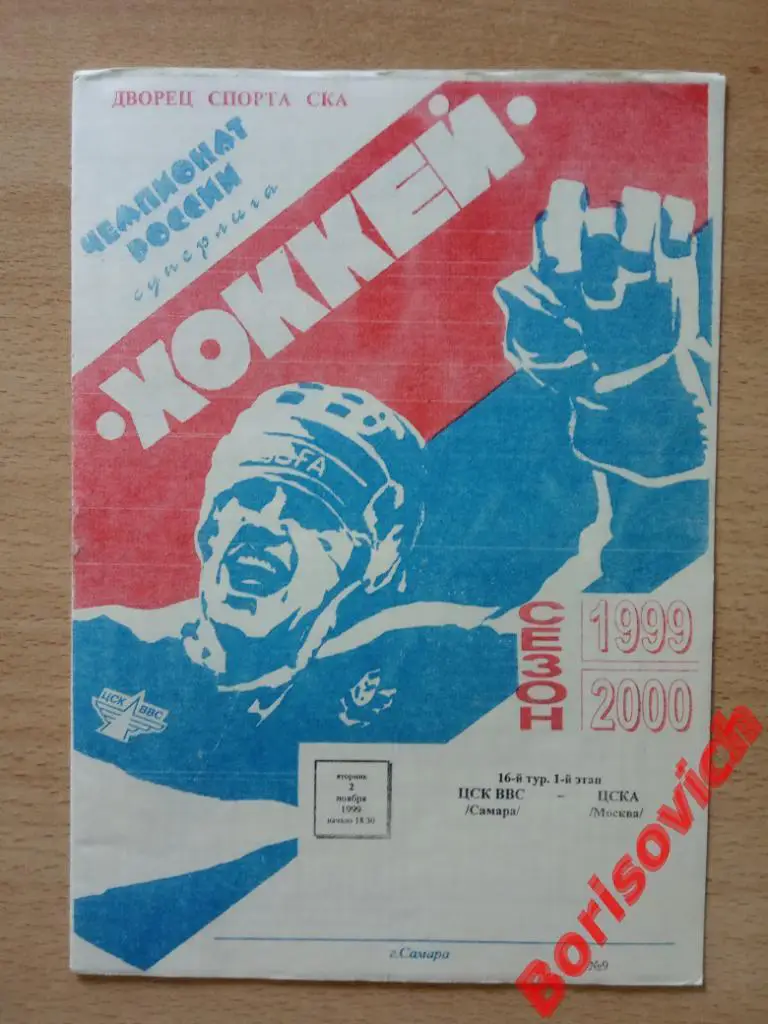 ДВОРЕЦ СПОРТА СКА
ЧЕМПИОНАТ
РОССИИ
суперлига
·ХОККЕЙ·
JOFA
СЕЗОН
1999
2000
ЦСК ВВС
вторник
2
ноября
1999
начало 18.30
16-й тур. 1-й этап
ЦСК ВВС – ЦСКА
/Самара/ /Москва/
г.Самара
№9
Borisovich